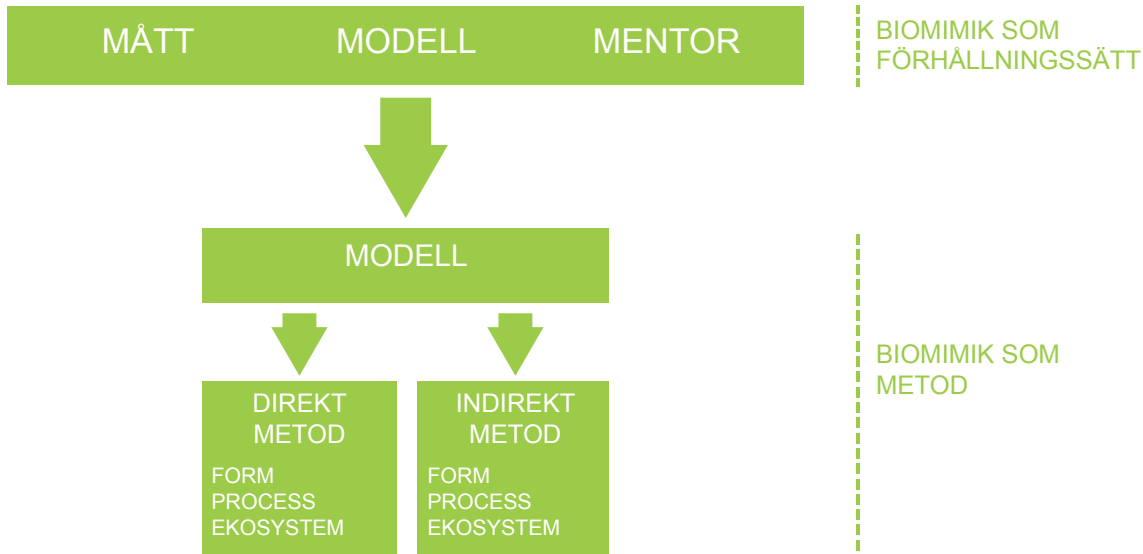 MÅTT MODELL MENTOR
BIOMIMIK SOM
FÖRHÅLLNINGSSÄTT
MODELL
BIOMIMIK SOM
METOD
DIREKT
METOD
FORM
PROCESS
EKOSYSTEM
INDIREKT
METOD
FORM
PROCESS
EKOSYSTEM